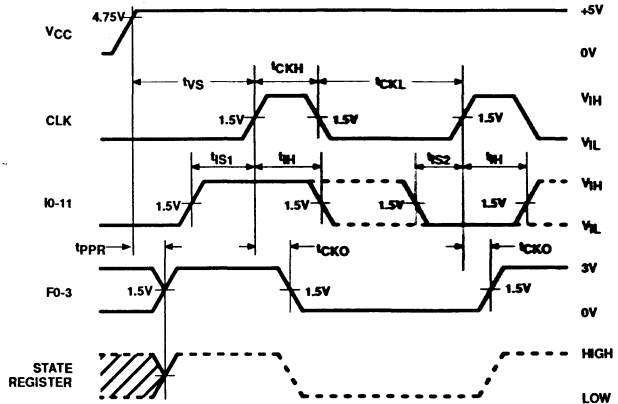 VCC
4.75V
+5V
0V
tVS
tCKH
tCKL
CLK
1.5V
1.5V
1.5V
VIH
VIL
tIS1
tIH
tIS2
tIH
I0-11
1.5V
1.5V
1.5V
1.5V
VIH
VIL
tPPR
tCKO
tCKO
F0-3
1.5V
1.5V
1.5V
3V
0V
STATE
REGISTER
HIGH
LOW